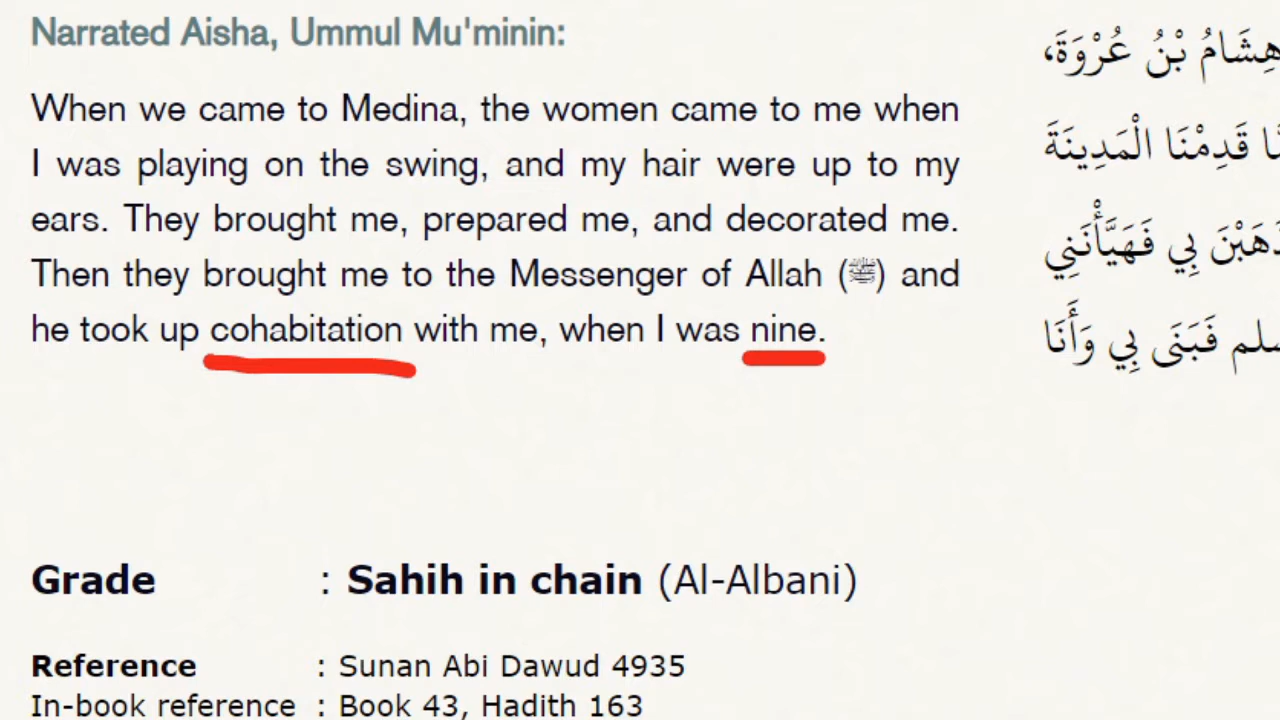 Narrated Aisha, Ummul Mu'minin:
هِشَامُ بْنُ عُرْوَةَ،
When we came to Medina, the women came to me when
قَدِمْنَا الْمَدِينَةَ
I was playing on the swing, and my hair were up to my
ears. They brought me, prepared me, and decorated me.
بِي فَهَيَّأْنَنِي
Then they brought me to the Messenger of Allah (ﷺ) and
he took up cohabitation with me, when I was nine.
فَبَنَى بِي وَأَنَا
Grade : Sahih in chain (Al-Albani)
Reference : Sunan Abi Dawud 4935
In-book reference : Book 43, Hadith 163